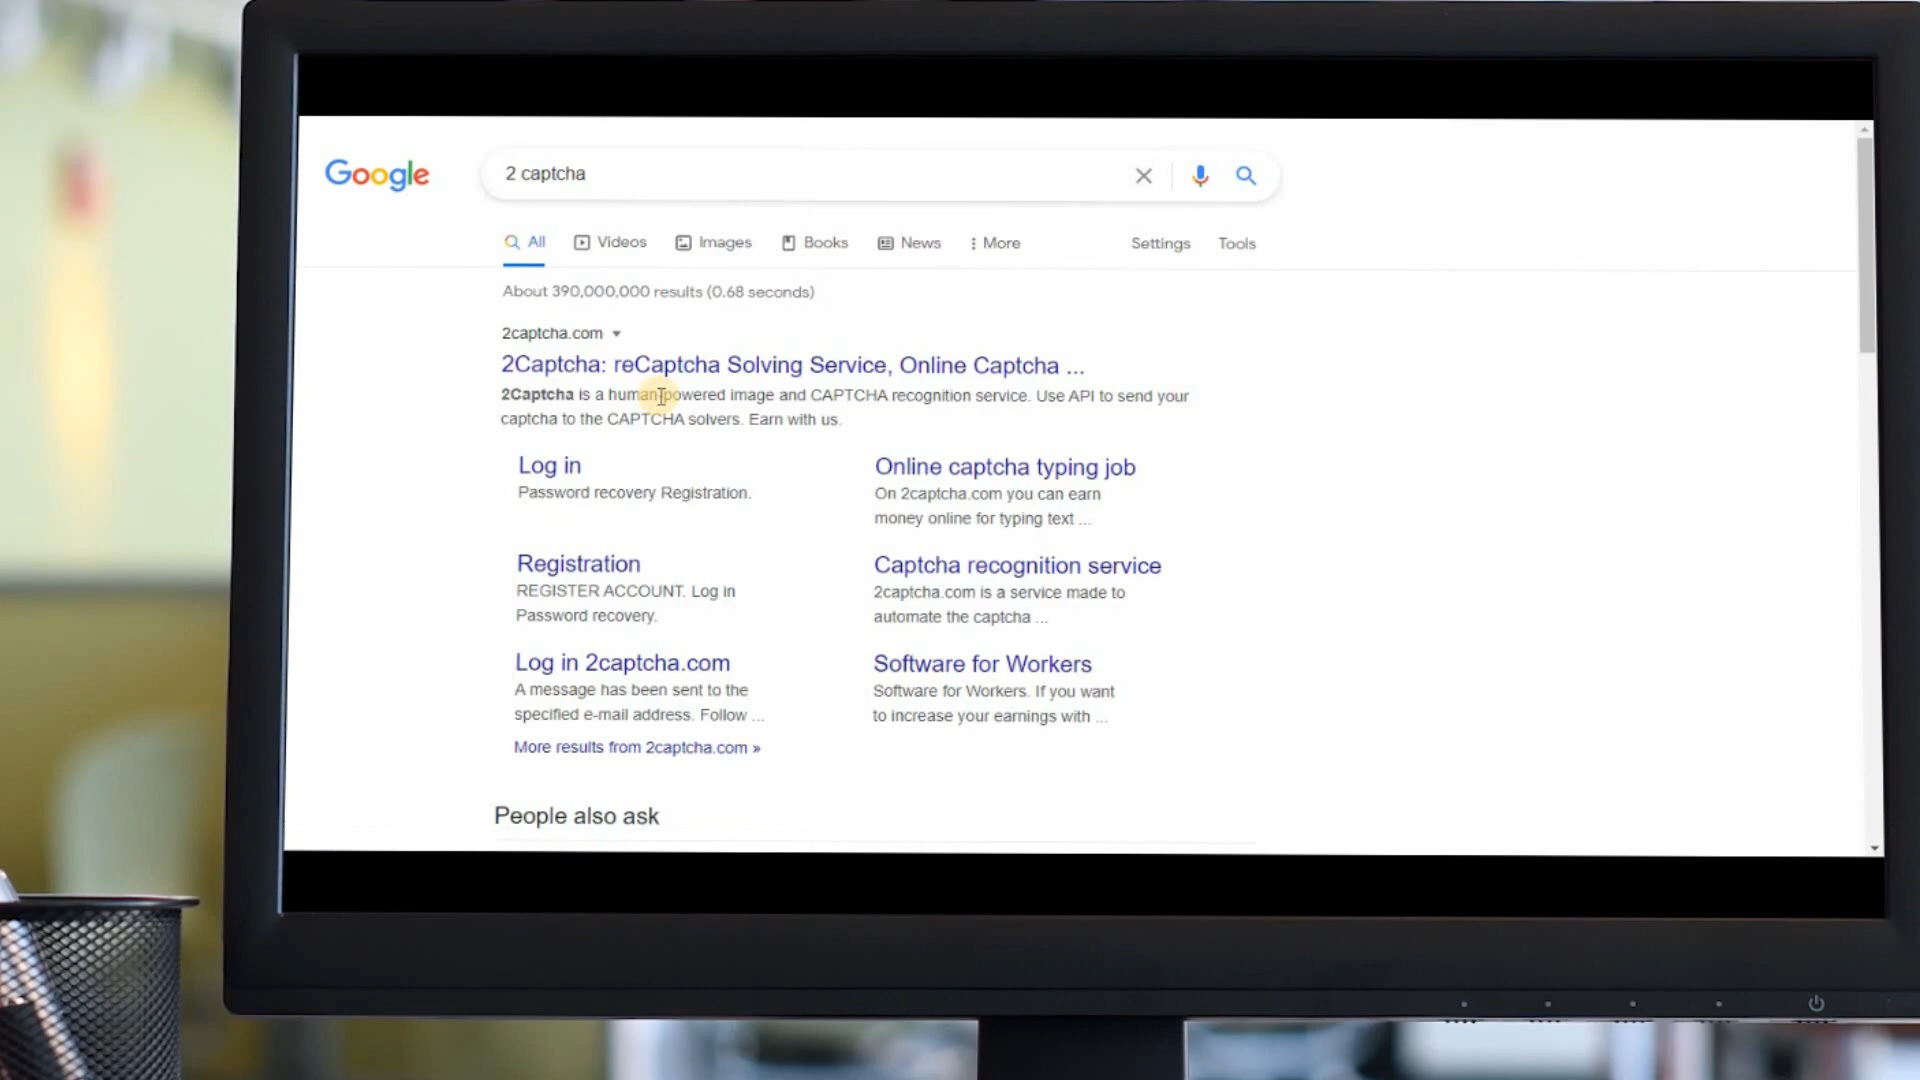 Google
2 captcha
All Videos Images Books News More Settings Tools
About 390,000,000 results (0.68 seconds)
2captcha.com
2Captcha: reCaptcha Solving Service, Online Captcha ...
2Captcha is a human-powered image and CAPTCHA recognition service. Use API to send your
captcha to the CAPTCHA solvers. Earn with us.
Log in
Password recovery Registration.
Online captcha typing job
On 2captcha.com you can earn
money online for typing text ...
Registration
REGISTER ACCOUNT. Log in
Password recovery.
Captcha recognition service
2captcha.com is a service made to
automate the captcha ...
Log in 2captcha.com
A message has been sent to the
specified e-mail address. Follow ...
Software for Workers
Software for Workers. If you want
to increase your earnings with ...
More results from 2captcha.com »
People also ask